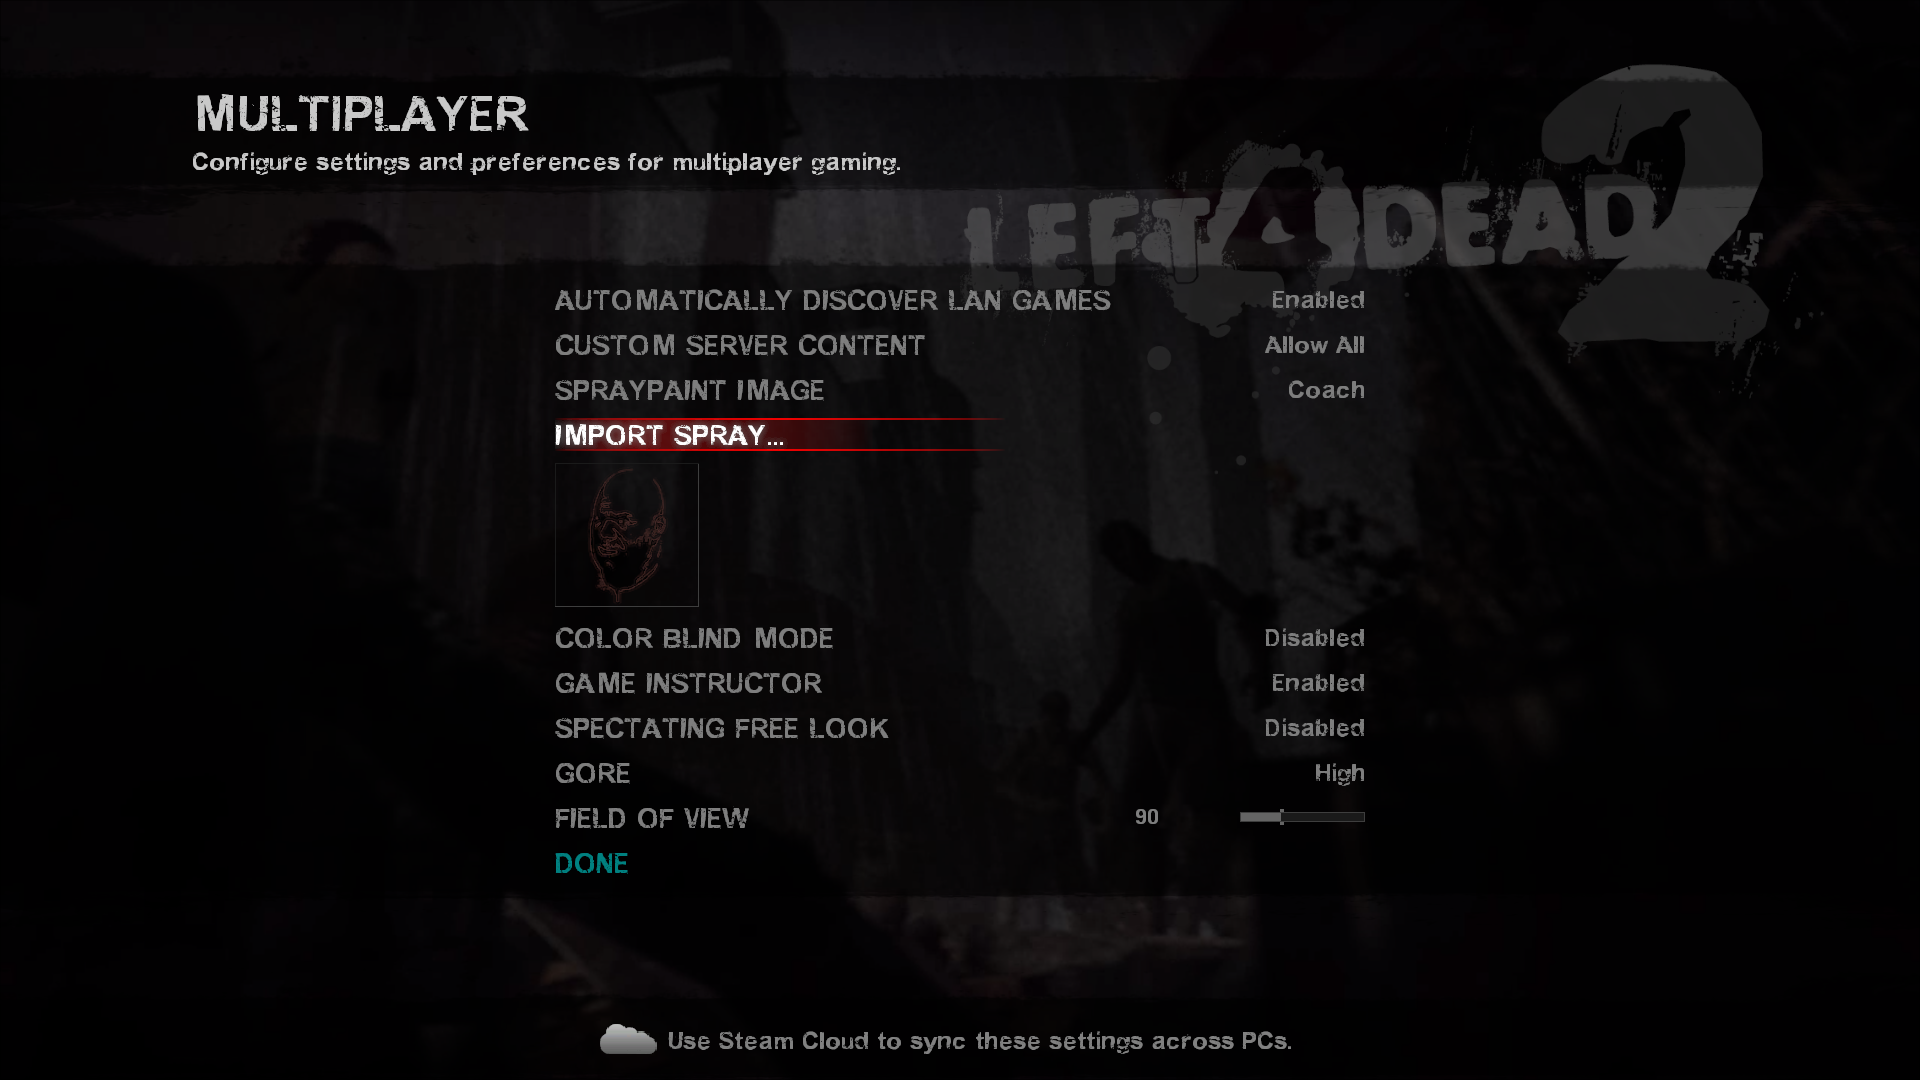 MULTIPLAYER
Configure settings and preferences for multiplayer gaming.
LEFT 4 DEAD 2 ™
AUTOMATICALLY DISCOVER LAN GAMES Enabled
CUSTOM SERVER CONTENT Allow All
SPRAYPAINT IMAGE Coach
IMPORT SPRAY...
COLOR BLIND MODE Disabled
GAME INSTRUCTOR Enabled
SPECTATING FREE LOOK Disabled
GORE High
FIELD OF VIEW 90
DONE
Use Steam Cloud to sync these settings across PCs.